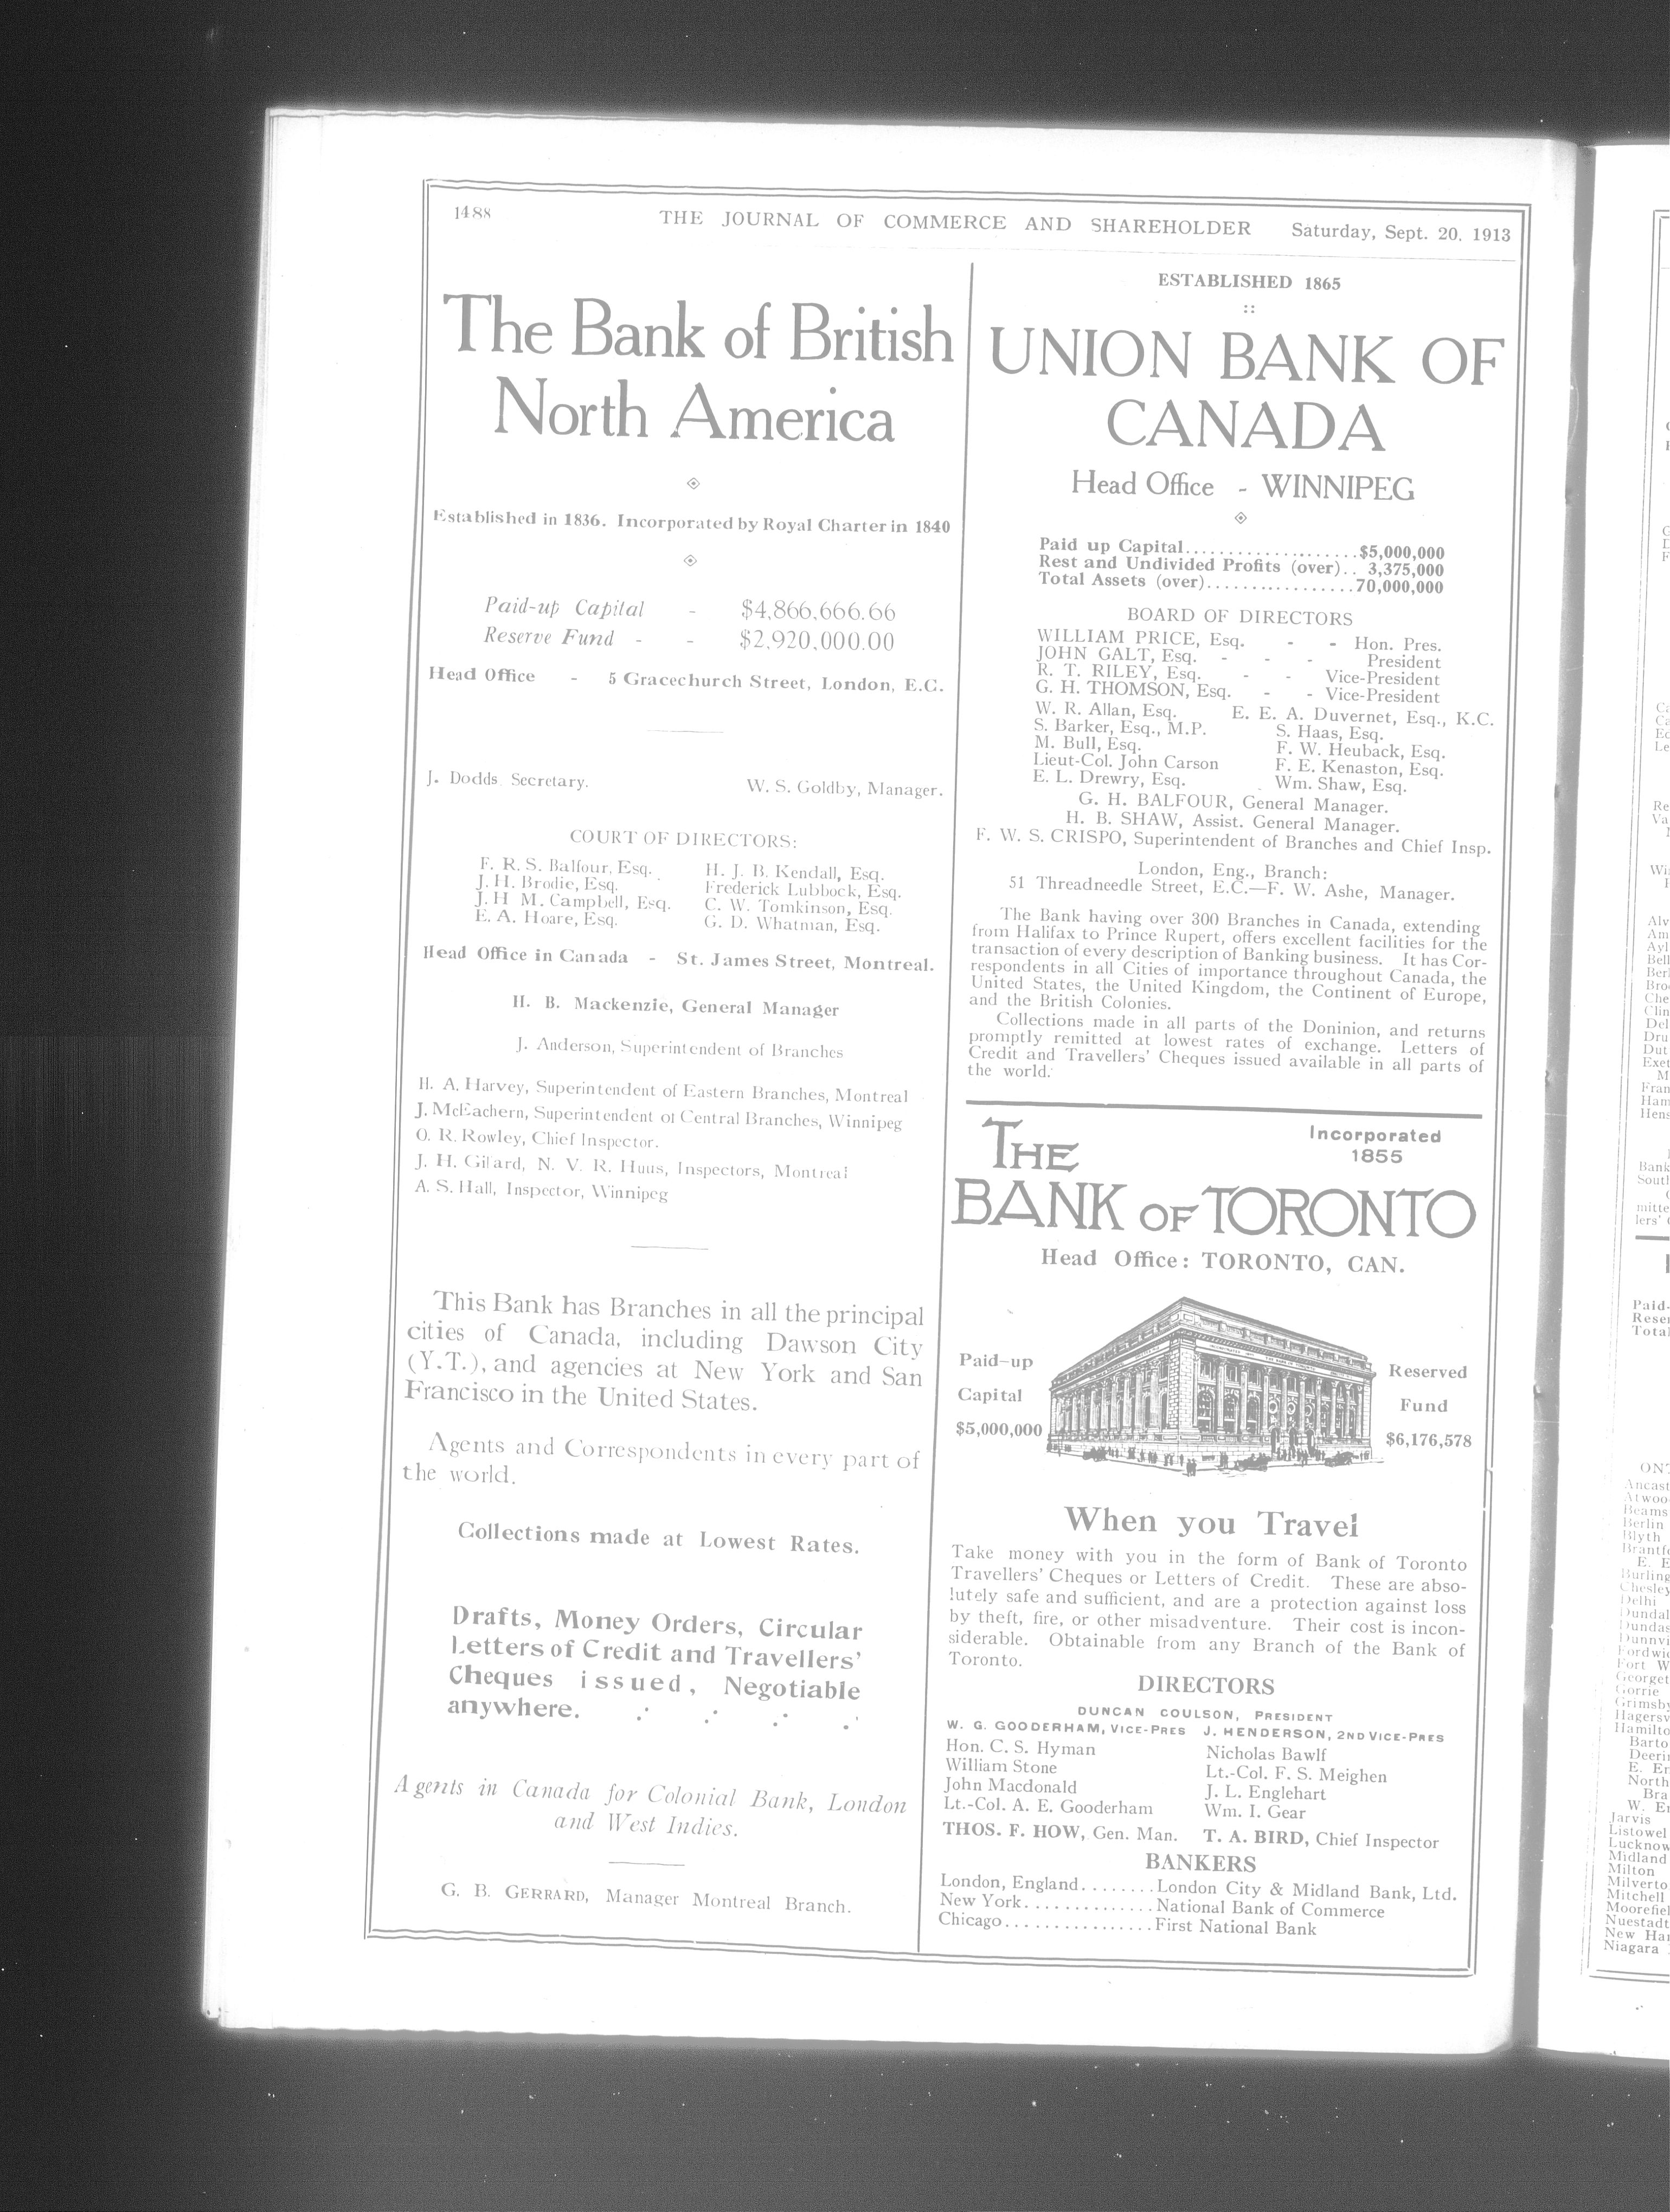 1488 THE JOURNAL OF COMMERCE AND SHAREHOLDER Saturday, Sept. 20, 1913
The Bank of British
North America
Established in 1836. Incorporated by Royal Charter in 1840
Paid-up Capital - $4,866,666.66
Reserve Fund - - $2,920,000.00
Head Office - 5 Gracechurch Street, London, E.C.
J. Dodds Secretary. W. S. Goldby, Manager.
COURT OF DIRECTORS:
F. R. S. Balfour, Esq. H. J. B. Kendall, Esq.
J. H. Brodie, Esq. Frederick Lubbock, Esq.
J. H M. Campbell, Esq. C. W. Tomkinson, Esq.
E. A. Hoare, Esq. G. D. Whatman, Esq.
Head Office in Canada - St. James Street, Montreal.
H. B. Mackenzie, General Manager
J. Anderson, Superintendent of Branches
H. A. Harvey, Superintendent of Eastern Branches, Montreal
J. McEachern, Superintendent of Central Branches, Winnipeg
O. R. Rowley, Chief Inspector.
J. H. Gillard, N. V. R. Huus, Inspectors, Montreal
A. S. Hall, Inspector, Winnipeg
This Bank has Branches in all the principal
cities of Canada, including Dawson City
(Y.T.), and agencies at New York and San
Francisco in the United States.
Agents and Correspondents in every part of
the world.
Collections made at Lowest Rates.
Drafts, Money Orders, Circular
Letters of Credit and Travellers'
Cheques issued, Negotiable
anywhere.
Agents in Canada for Colonial Bank, London
and West Indies.
G. B. GERRARD, Manager Montreal Branch.
ESTABLISHED 1865
::
UNION BANK OF
CANADA
Head Office - WINNIPEG
Paid up Capital....................$5,000,000
Rest and Undivided Profits (over).. 3,375,000
Total Assets (over).................70,000,000
BOARD OF DIRECTORS
WILLIAM PRICE, Esq. - - Hon. Pres.
JOHN GALT, Esq. - - - President
R. T. RILEY, Esq. - - Vice-President
G. H. THOMSON, Esq. - - Vice-President
W. R. Allan, Esq. E. E. A. Duvernet, Esq., K.C.
S. Barker, Esq., M.P. S. Haas, Esq.
M. Bull, Esq. F. W. Heuback, Esq.
Lieut-Col. John Carson F. E. Kenaston, Esq.
E. L. Drewry, Esq. Wm. Shaw, Esq.
G. H. BALFOUR, General Manager.
H. B. SHAW, Assist. General Manager.
F. W. S. CRISPO, Superintendent of Branches and Chief Insp.
London, Eng., Branch:
51 Threadneedle Street, E.C.—F. W. Ashe, Manager.
The Bank having over 300 Branches in Canada, extending
from Halifax to Prince Rupert, offers excellent facilities for the
transaction of every description of Banking business. It has Cor-
respondents in all Cities of importance throughout Canada, the
United States, the United Kingdom, the Continent of Europe,
and the British Colonies.
Collections made in all parts of the Doninion, and returns
promptly remitted at lowest rates of exchange. Letters of
Credit and Travellers' Cheques issued available in all parts of
the world.
THE
Incorporated
1855
BANK OF TORONTO
Head Office: TORONTO, CAN.
Paid-up
Capital
$5,000,000
Reserved
Fund
$6,176,578
When you Travel
Take money with you in the form of Bank of Toronto
Travellers' Cheques or Letters of Credit. These are abso-
lutely safe and sufficient, and are a protection against loss
by theft, fire, or other misadventure. Their cost is incon-
siderable. Obtainable from any Branch of the Bank of
Toronto.
DIRECTORS
DUNCAN COULSON, PRESIDENT
W. G. GOODERHAM, VICE-PRES J. HENDERSON, 2ND VICE-PRES
Hon. C. S. Hyman Nicholas Bawlf
William Stone Lt.-Col. F. S. Meighen
John Macdonald J. L. Englehart
Lt.-Col. A. E. Gooderham Wm. I. Gear
THOS. F. HOW, Gen. Man. T. A. BIRD, Chief Inspector
BANKERS
London, England........London City & Midland Bank, Ltd.
New York.............National Bank of Commerce
Chicago...............First National Bank